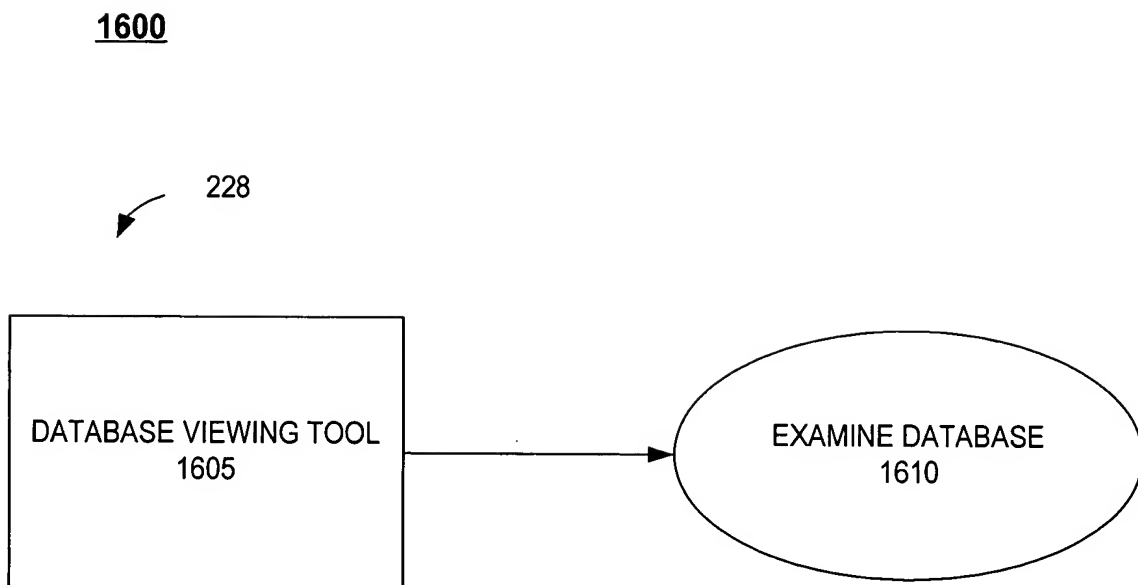 1600
228
DATABASE VIEWING TOOL
1605
EXAMINE DATABASE
1610